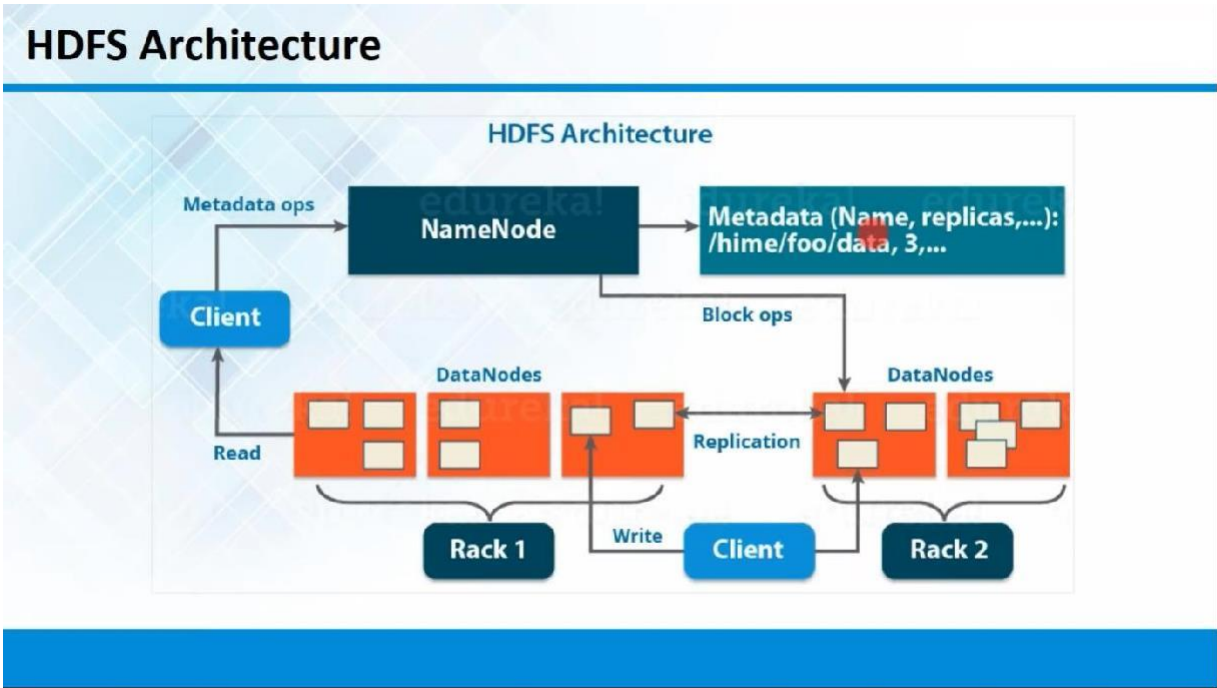 HDFS Architecture
HDFS Architecture
Metadata ops
NameNode
Metadata (Name, replicas,...):
/hime/foo/data, 3,...
Client
Block ops
DataNodes
DataNodes
Read
Replication
Rack 1
Write
Client
Rack 2
edureka!